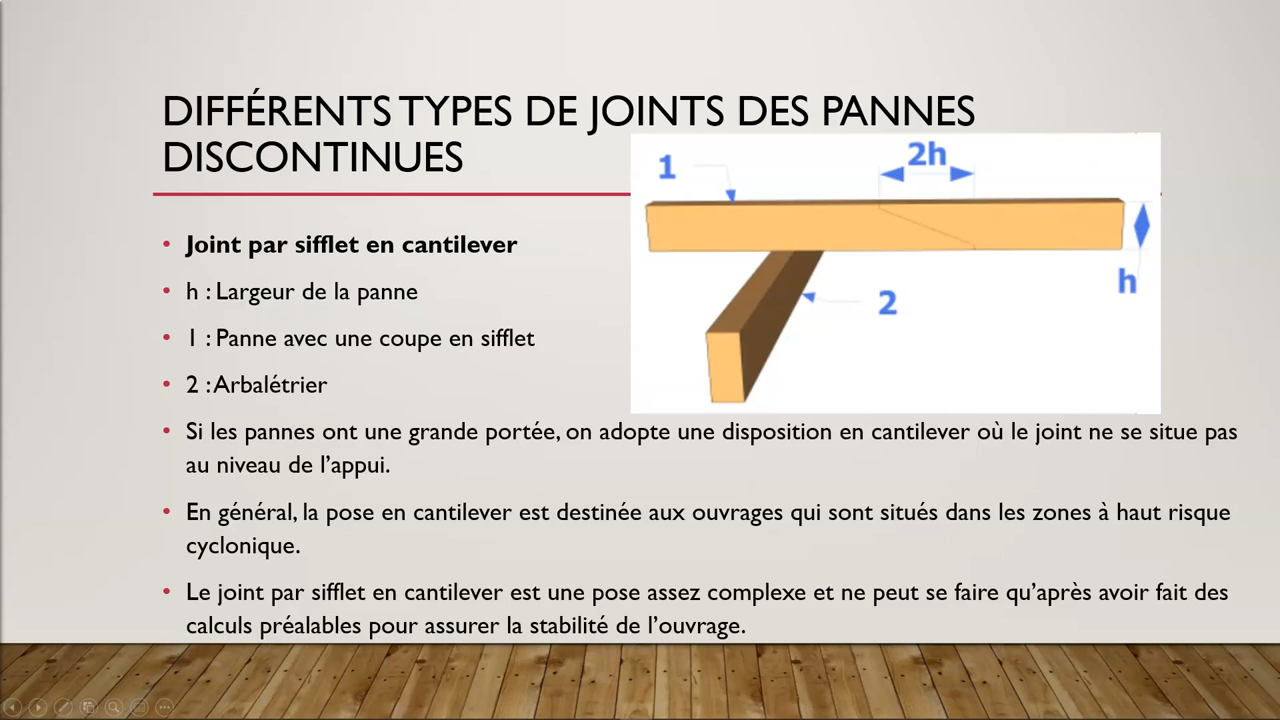 DIFFÉRENTS TYPES DE JOINTS DES PANNES
DISCONTINUES
1
2h
h
2
• Joint par sifflet en cantilever
• h : Largeur de la panne
• 1 : Panne avec une coupe en sifflet
• 2 : Arbalétrier
• Si les pannes ont une grande portée, on adopte une disposition en cantilever où le joint ne se situe pas
au niveau de l’appui.
• En général, la pose en cantilever est destinée aux ouvrages qui sont situés dans les zones à haut risque
cyclonique.
• Le joint par sifflet en cantilever est une pose assez complexe et ne peut se faire qu’après avoir fait des
calculs préalables pour assurer la stabilité de l’ouvrage.